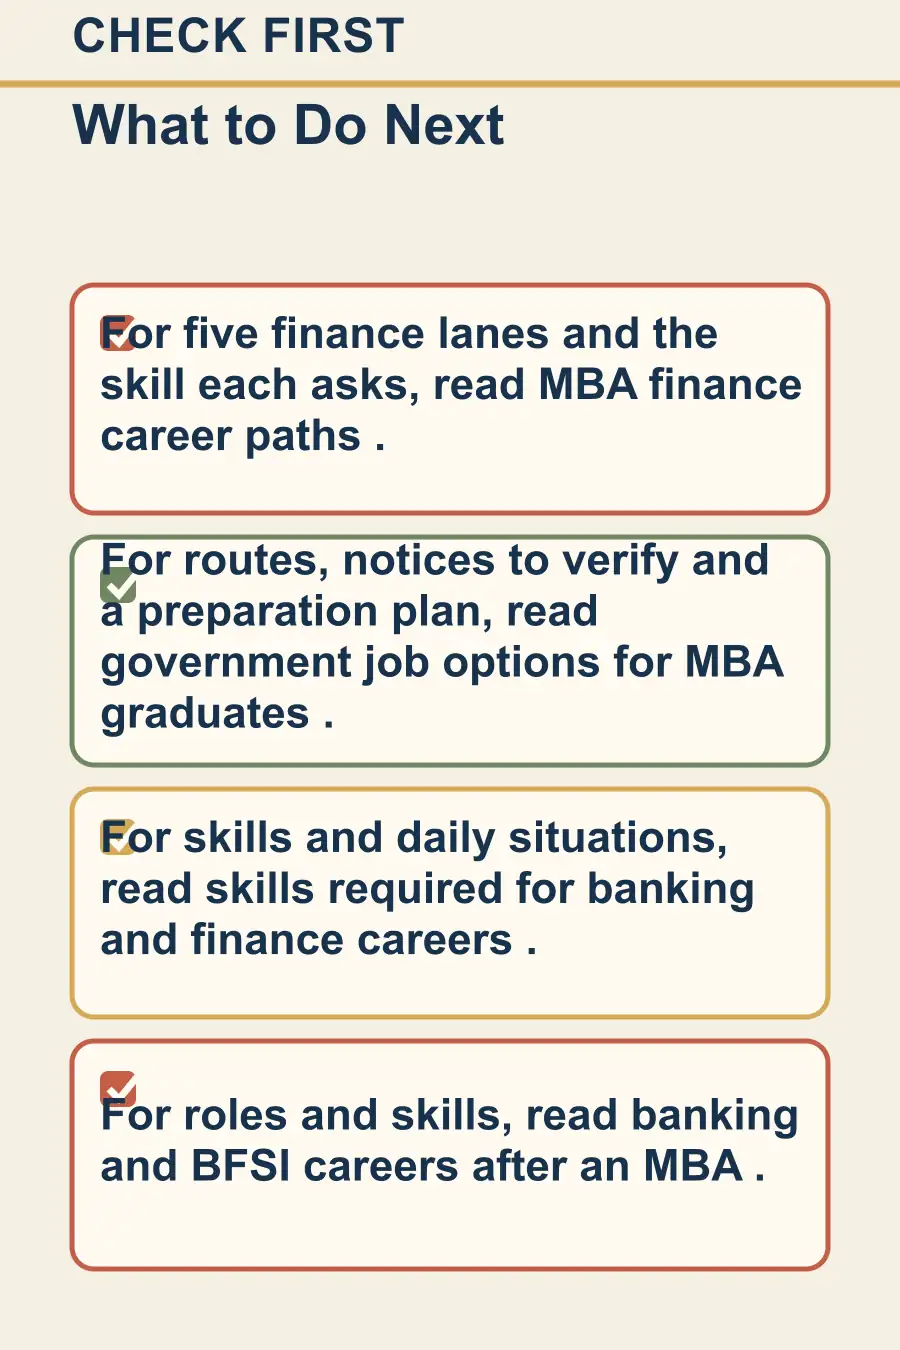 CHECK FIRST
What to Do Next
For five finance lanes and the
skill each asks, read MBA finance
career paths .
For routes, notices to verify and
a preparation plan, read
government job options for MBA
graduates .
For skills and daily situations,
read skills required for banking
and finance careers .
For roles and skills, read banking
and BFSI careers after an MBA .